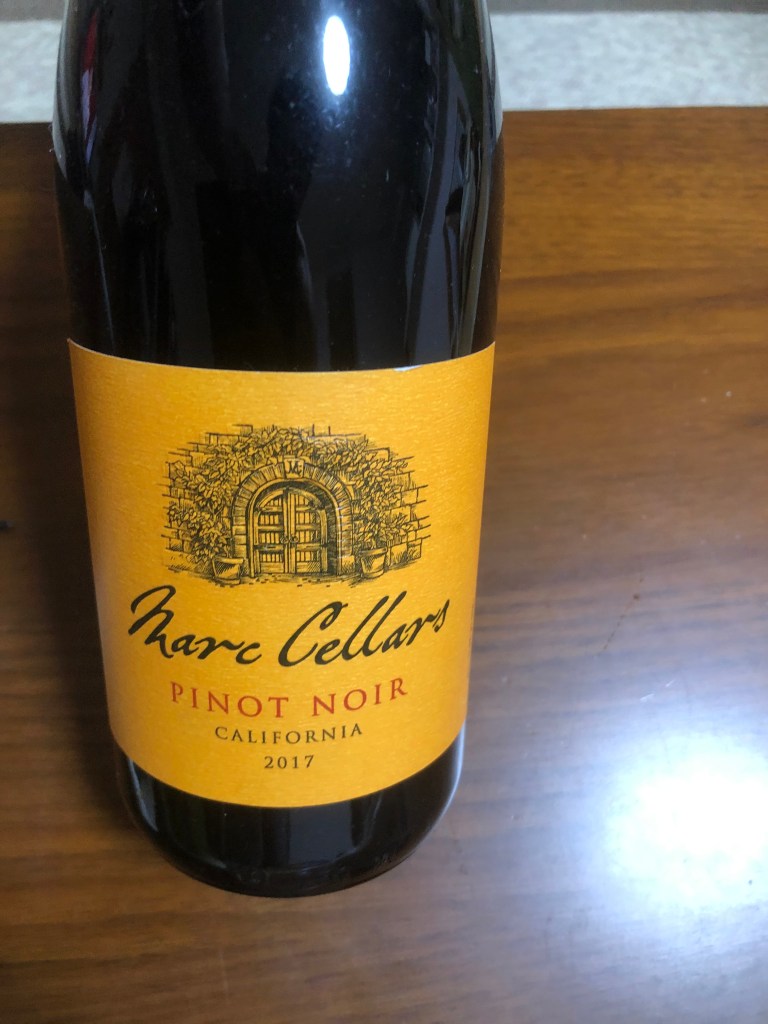 Marc Cellars
PINOT NOIR
CALIFORNIA
2017